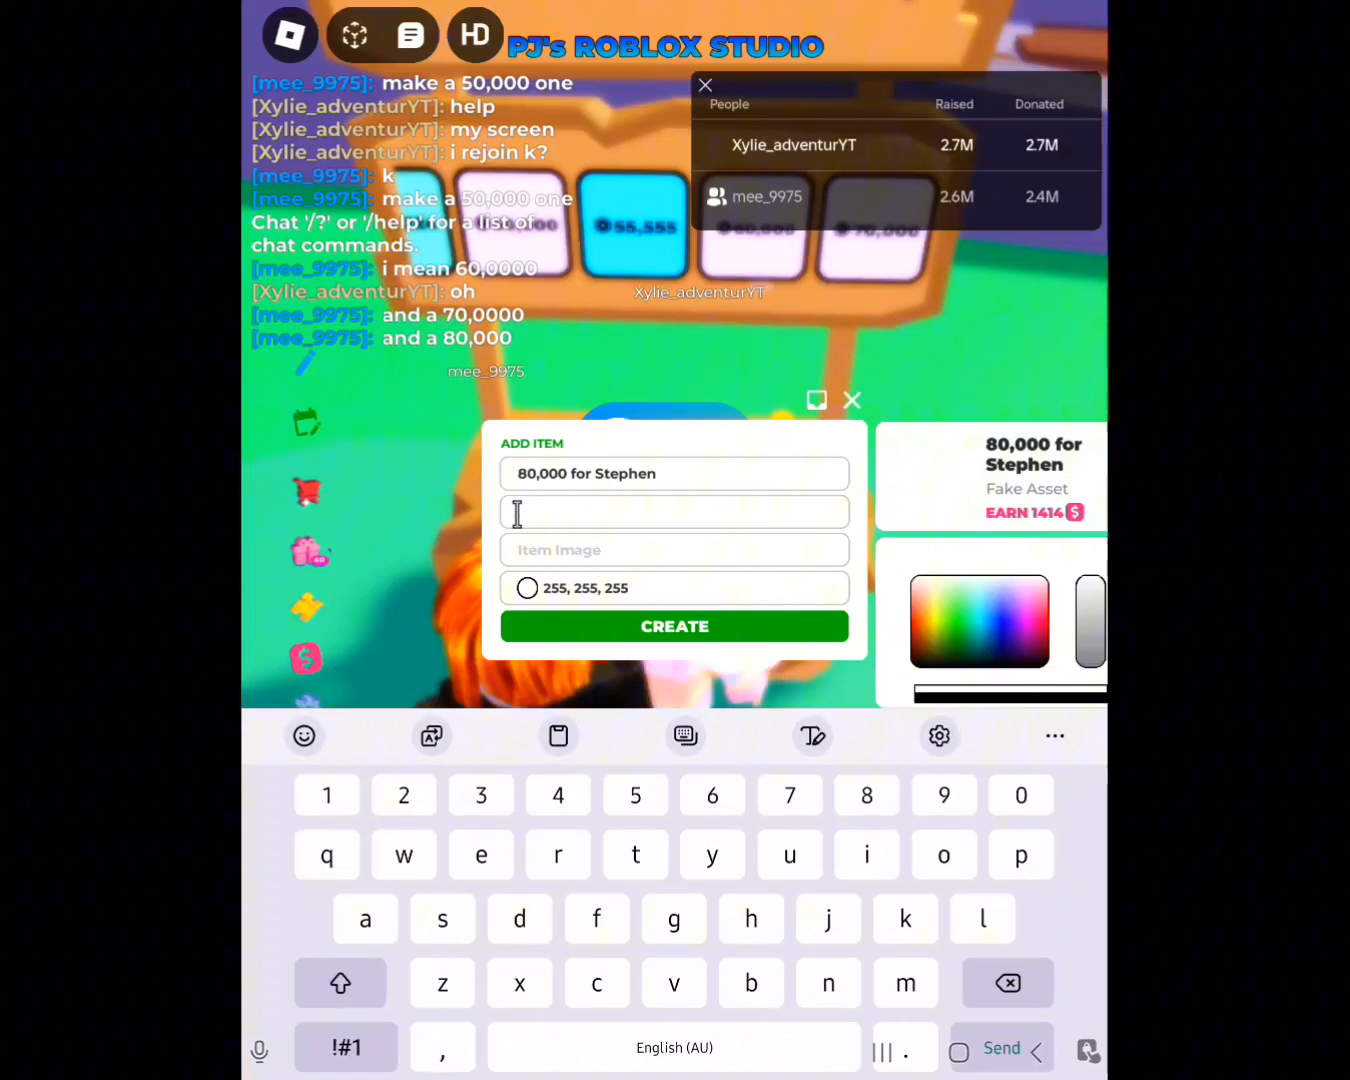 HD
PJ's ROBLOX STUDIO
[mee_9975]: make a 50,000 one
[Xylie_adventurYT]: help
[Xylie_adventurYT]: my screen
[Xylie_adventurYT]: i rejoin k?
[mee_9975]: k
[mee_9975]: make a 50,000 one
Chat '/?' or '/help' for a list of
chat commands.
[mee_9975]: i mean 60,0000
[Xylie_adventurYT]: oh
[mee_9975]: and a 70,0000
[mee_9975]: and a 80,000
People Raised Donated
Xylie_adventurYT 2.7M 2.7M
mee_9975 2.6M 2.4M
55,555
60,000
70,000
Xylie_adventurYT
mee_9975
ADD ITEM
80,000 for Stephen
Item Image
255, 255, 255
CREATE
80,000 for
Stephen
Fake Asset
EARN 1414 $
1 2 3 4 5 6 7 8 9 0
q w e r t y u i o p
a s d f g h j k l
z x c v b n m
!#1 , English (AU) . Send